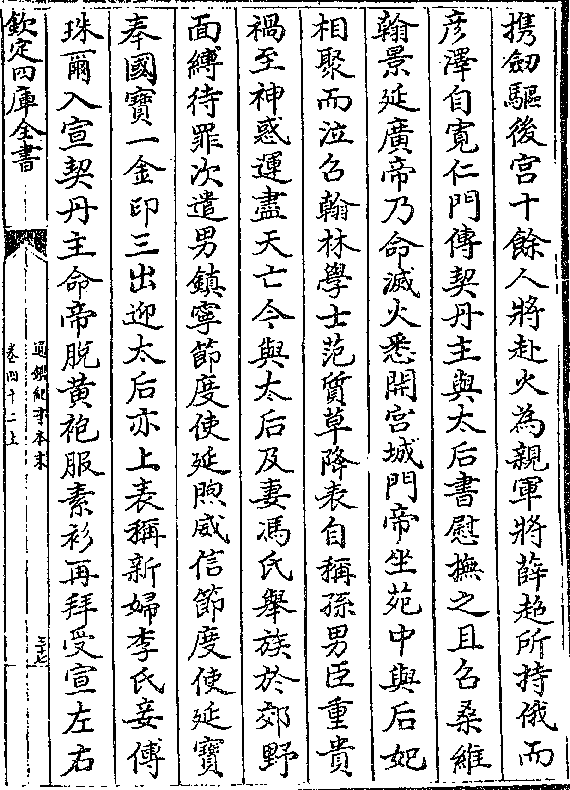 携劒驅後宫十餘人將赴火為親軍將薛超所持俄而
彦澤自寛仁門傳契丹主與太后書慰撫之且召桑維
翰景延廣帝乃命滅火悉開宫城門帝坐苑中與后妃
相聚而泣召翰林學士范質草降表自稱孫男臣重貴
禍至神惑運盡天亡今與太后及妻馮氏舉族於郊野
面縛待罪次遣男鎮寧節度使延煦威信節度使延寶
奉國寶一金印三出迎太后亦上表稱新婦李氏妾傅
珠爾入宣契丹主命帝脱黄袍服素衫再拜受宣左右
欽定四庫全書
通鑑紀事本末
卷四十二上
三十七